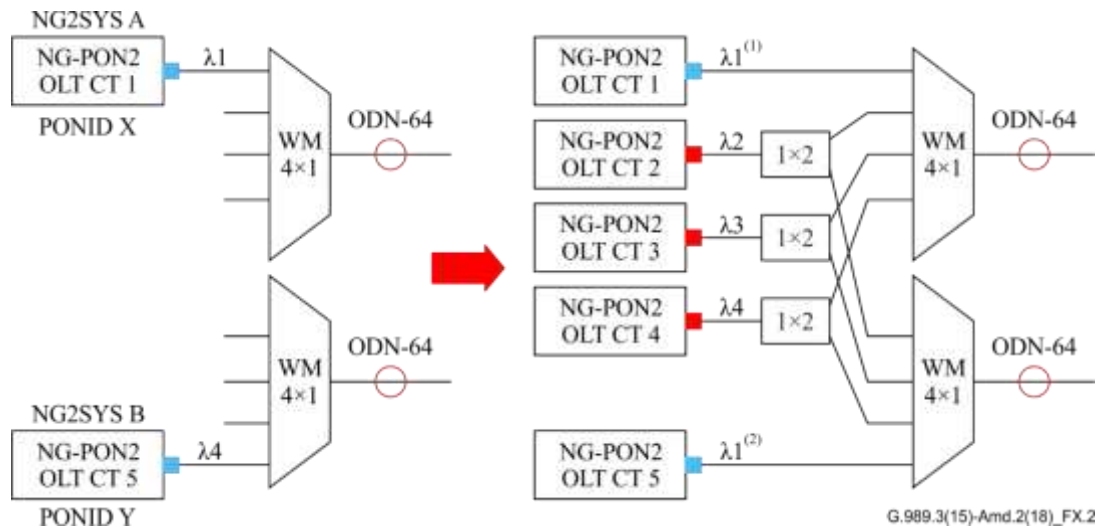 NG2SYS A
NG-PON2
OLT CT 1
λ1
PONID X
WM
4×1
ODN-64
WM
4×1
ODN-64
NG2SYS B
NG-PON2
OLT CT 5
λ4
PONID Y
NG-PON2
OLT CT 1
λ1(1)
NG-PON2
OLT CT 2
λ2
1×2
NG-PON2
OLT CT 3
λ3
1×2
NG-PON2
OLT CT 4
λ4
1×2
NG-PON2
OLT CT 5
λ1(2)
WM
4×1
ODN-64
WM
4×1
ODN-64
G.989.3(15)-Amd.2(18)_FX.2